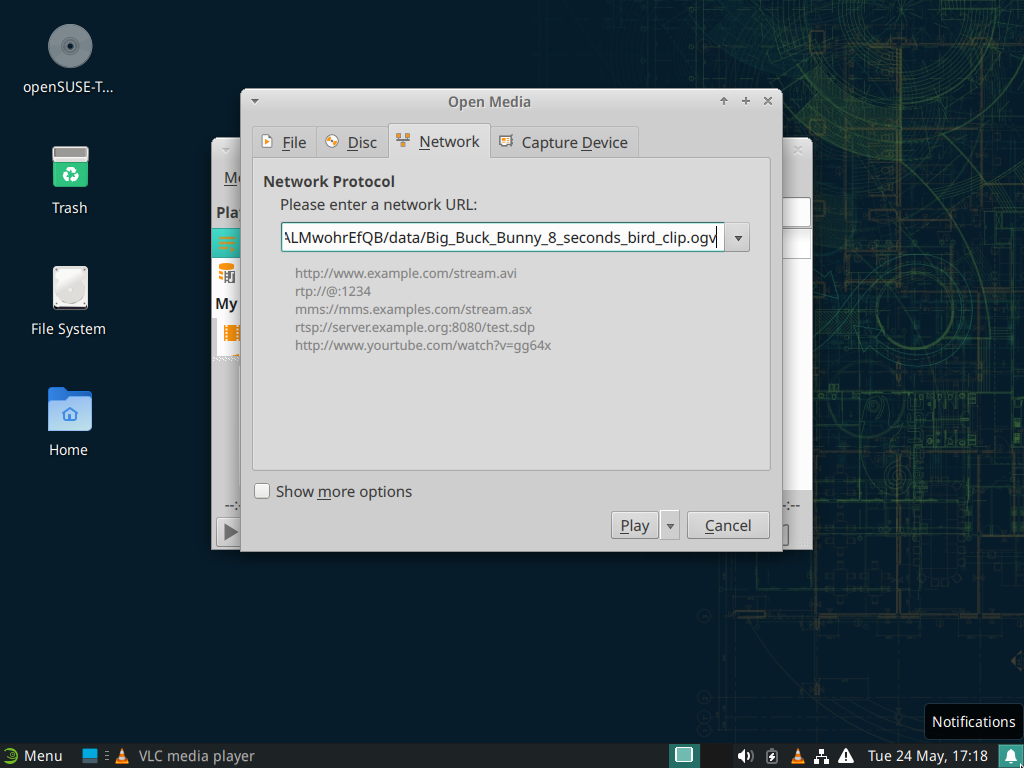 openSUSE-T...
Trash
File System
Home
Open Media
File
Disc
Network
Capture Device
Network Protocol
Please enter a network URL:
LMwohrEfQB/data/Big_Buck_Bunny_8_seconds_bird_clip.ogv
http://www.example.com/stream.avi
rtp://@:1234
mms://mms.examples.com/stream.asx
rtsp://server.example.org:8080/test.sdp
http://www.yourtube.com/watch?v=gg64x
Show more options
Play
Cancel
My
Notifications
Menu
VLC media player
Tue 24 May, 17:18